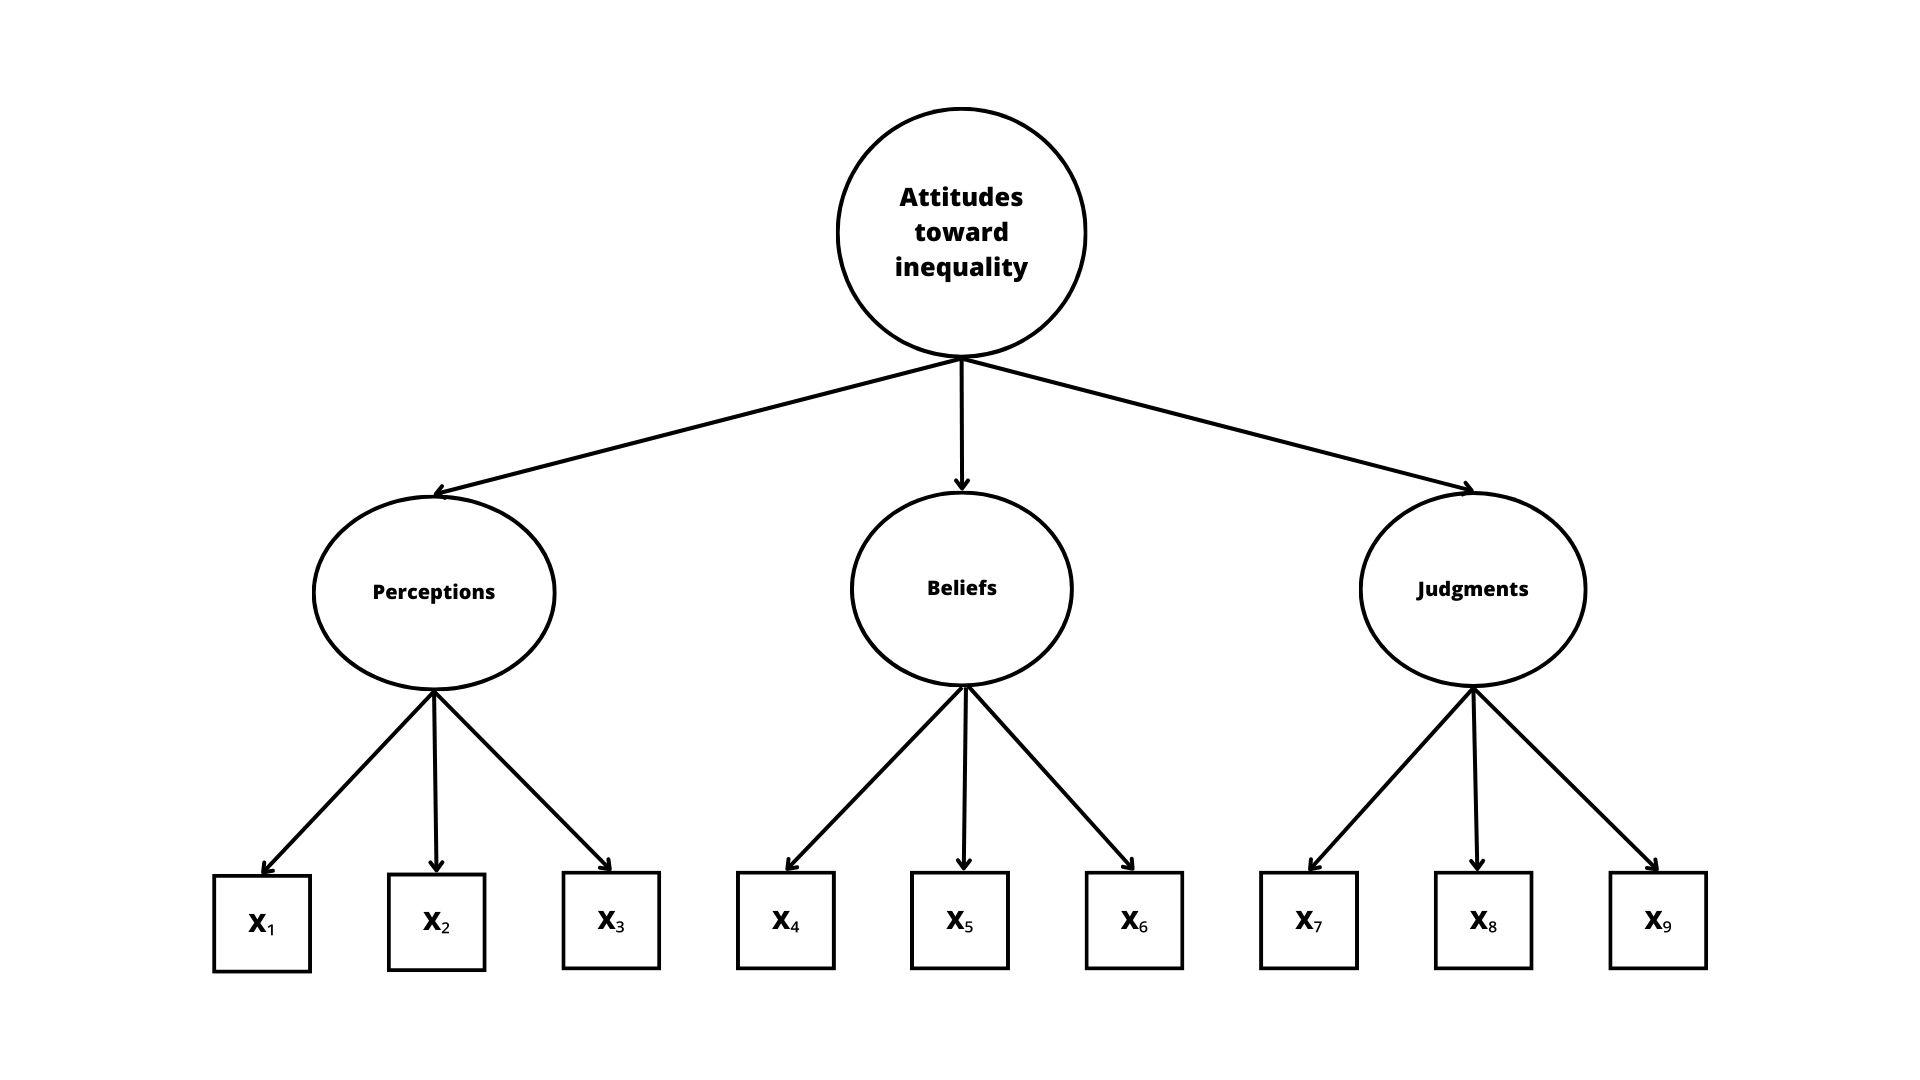 Attitudes
toward
inequality
Perceptions
Beliefs
Judgments
X₁
X₂
X₃
X₄
X₅
X₆
X₇
X₈
X₉